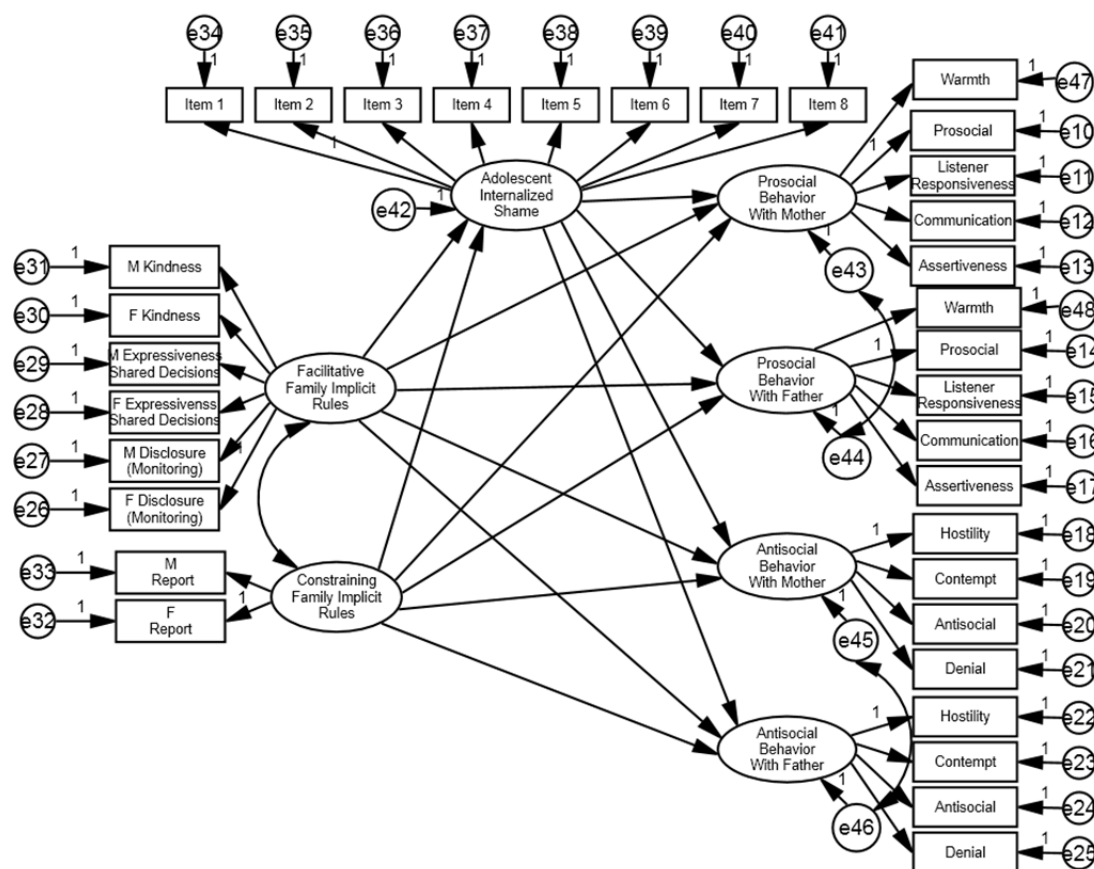 e34 e35 e36 e37 e38 e39 e40 e41
1 1 1 1 1 1 1 1
Item 1 Item 2 Item 3 Item 4 Item 5 Item 6 Item 7 Item 8
1
Adolescent
Internalized
Shame
e42 1
Prosocial
Behavior
With Mother
1
e43
Warmth 1 e47
1 Prosocial 1 e10
Listener
Responsiveness 1 e11
Communication 1 e12
Assertiveness 1 e13
e31 1 M Kindness
e30 1 F Kindness
e29 1 M Expressiveness
Shared Decisions
e28 1 F Expressivenss
Shared Decisions
e27 1 M Disclosure
(Monitoring) 1
e26 1 F Disclosure
(Monitoring)
Facilitative
Family Implicit
Rules
Prosocial
Behavior
With Father
1
e44
Warmth 1 e48
1 Prosocial 1 e14
Listener
Responsiveness 1 e15
Communication 1 e16
Assertiveness 1 e17
e33 1 M
Report
e32 1 F
Report 1
Constraining
Family Implicit
Rules
Antisocial
Behavior
With Mother
1
e45
1 Hostility 1 e18
Contempt 1 e19
Antisocial 1 e20
Denial 1 e21
Antisocial
Behavior
With Father
1
e46
1 Hostility 1 e22
Contempt 1 e23
Antisocial 1 e24
Denial 1 e25